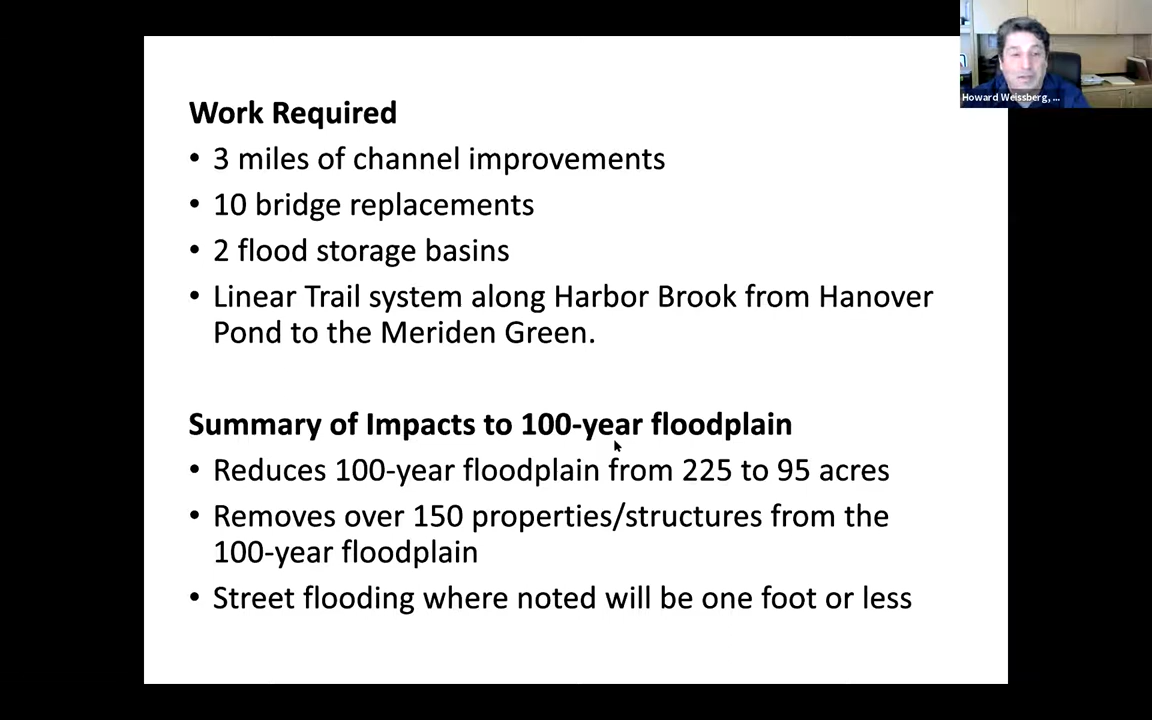 Work Required
• 3 miles of channel improvements
• 10 bridge replacements
• 2 flood storage basins
• Linear Trail system along Harbor Brook from Hanover
Pond to the Meriden Green.
Summary of Impacts to 100-year floodplain
• Reduces 100-year floodplain from 225 to 95 acres
• Removes over 150 properties/structures from the
100-year floodplain
• Street flooding where noted will be one foot or less
Howard Weissberg, ...